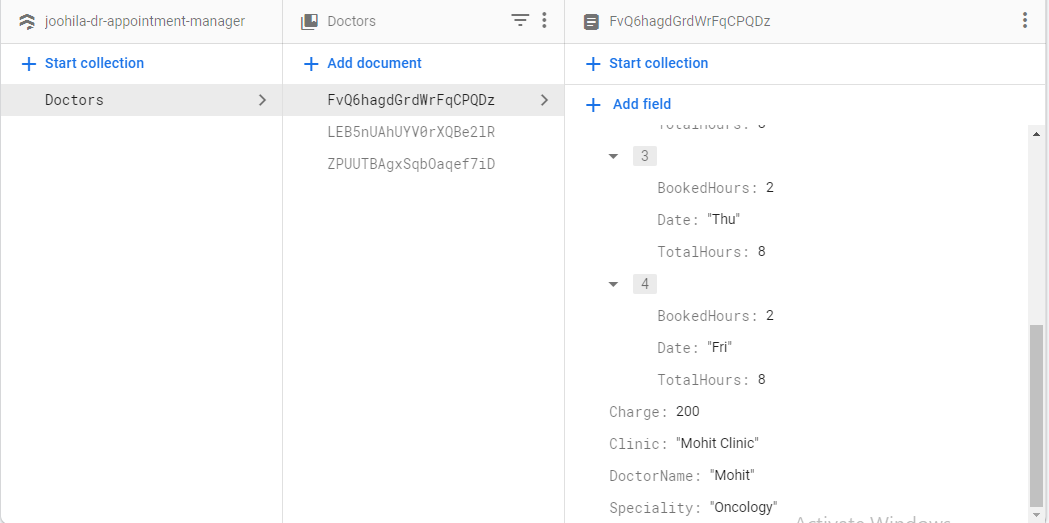 joohila-dr-appointment-manager
Doctors
FvQ6hagdGrdWrFqCPQDz
Start collection
Add document
Start collection
Doctors
FvQ6hagdGrdWrFqCPQDz
LEB5nUAhUYV0rXQBe2lR
ZPUUTBAgxSqbOaqef7iD
Add field
TotalHours: 8
3
BookedHours: 2
Date: "Thu"
TotalHours: 8
4
BookedHours: 2
Date: "Fri"
TotalHours: 8
Charge: 200
Clinic: "Mohit Clinic"
DoctorName: "Mohit"
Speciality: "Oncology"
Activate Windows